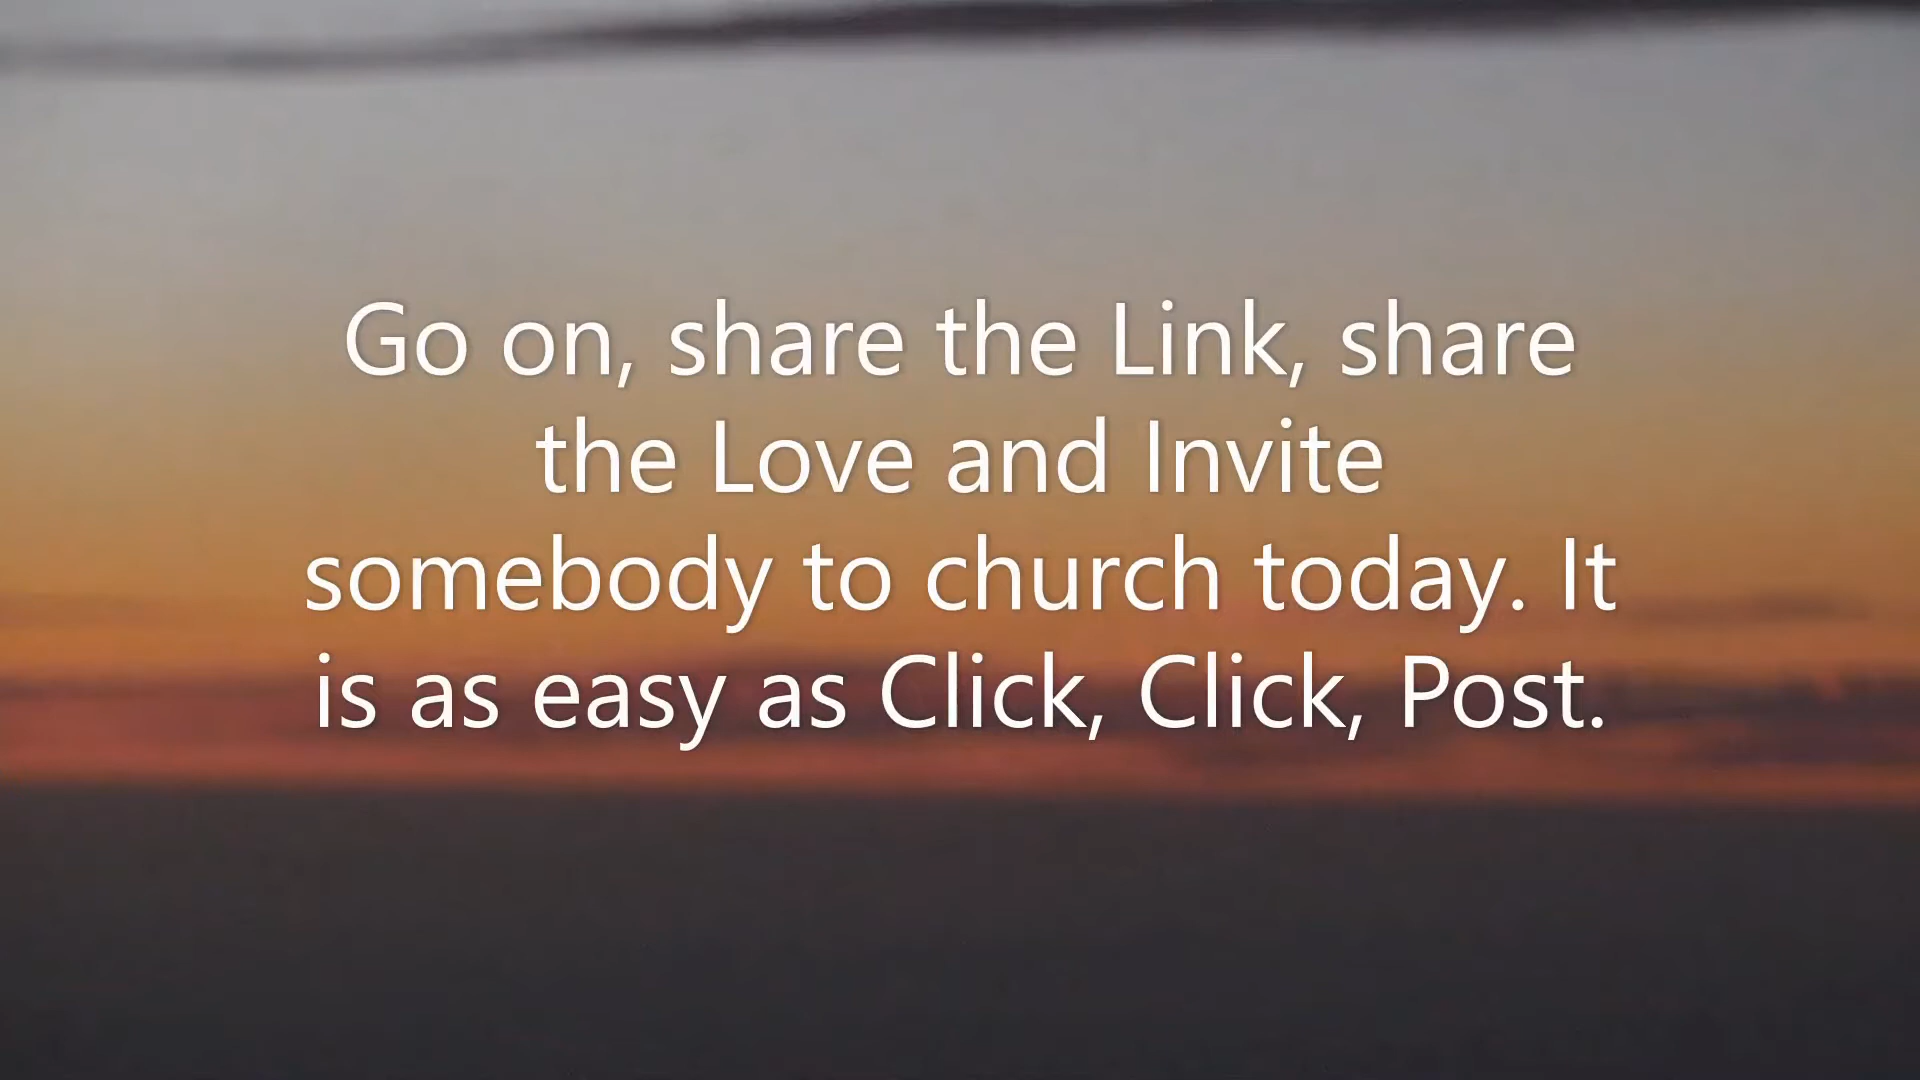 Go on, share the Link, share
the Love and Invite
somebody to church today. It
is as easy as Click, Click, Post.